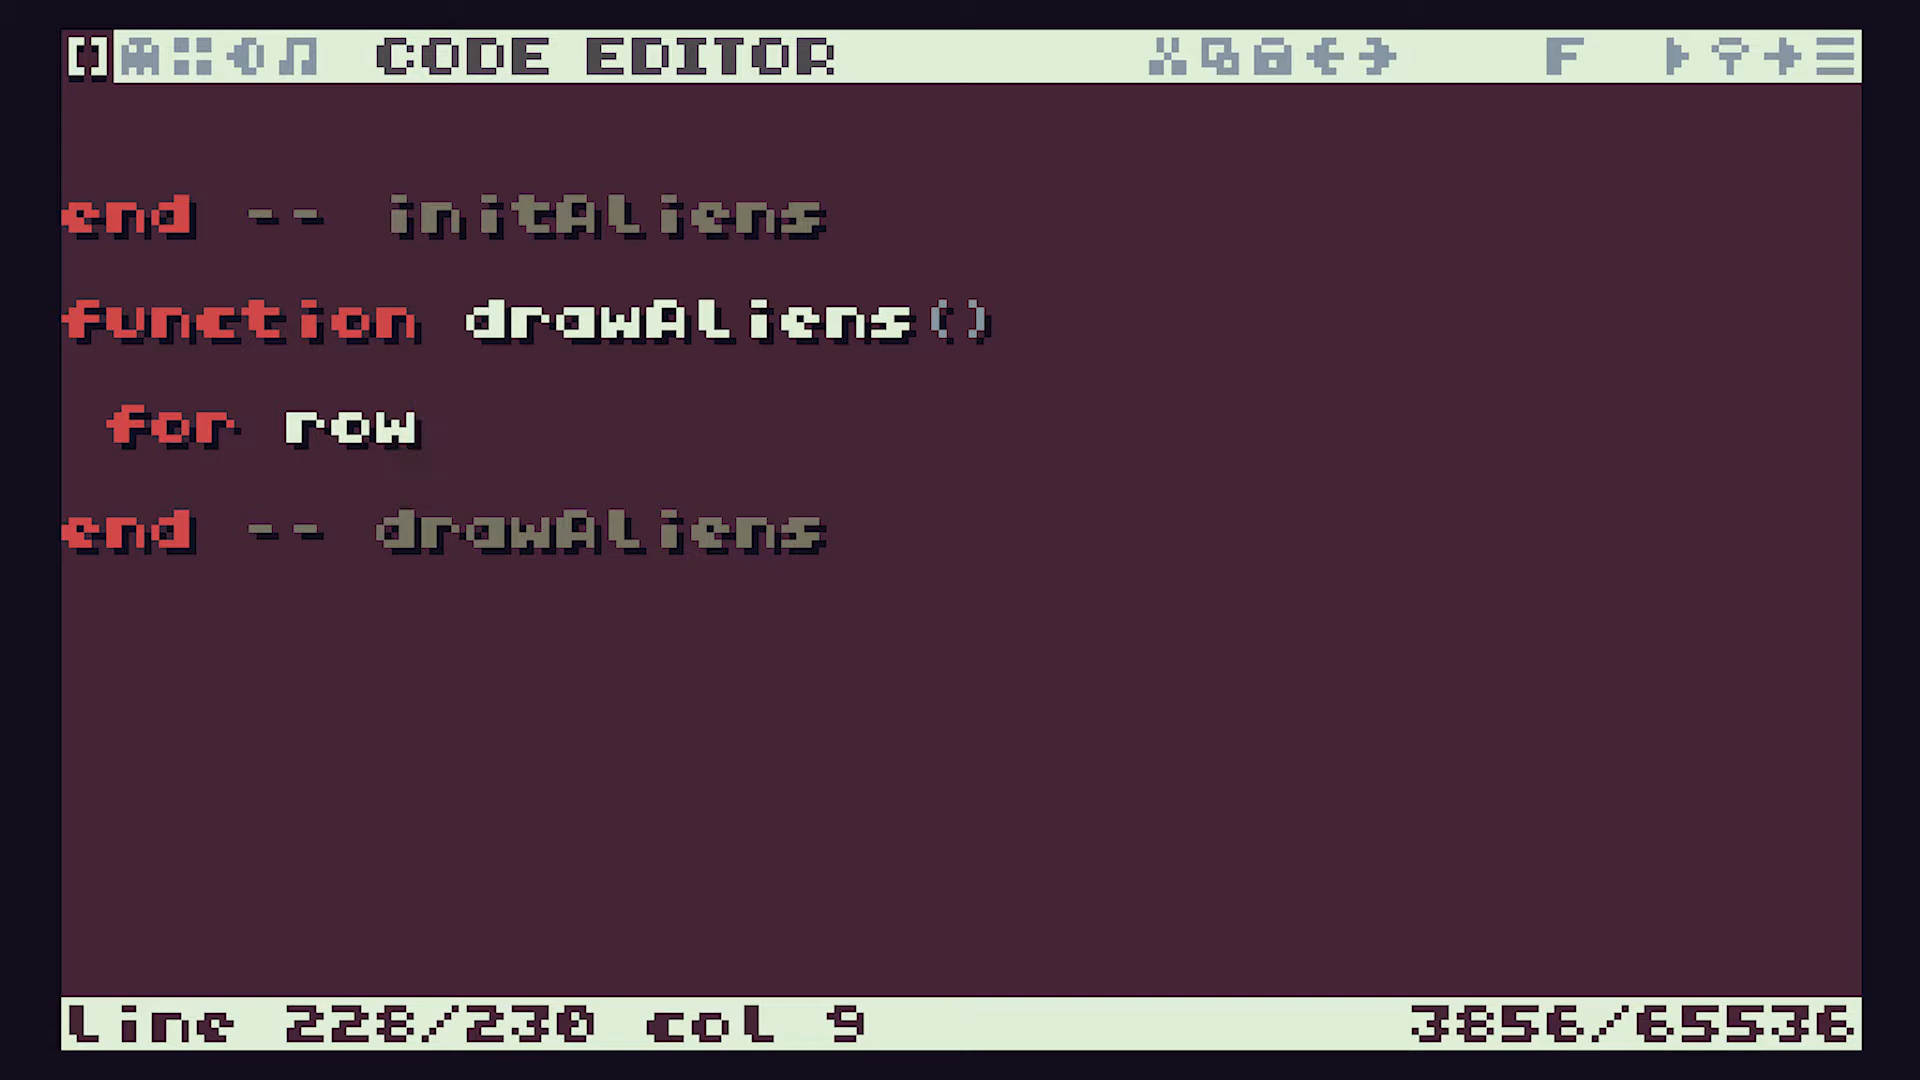 CODE EDITOR F
end -- initAliens
function drawAliens()
for row
end -- drawAliens
line 228/230 col 9 3856/65536